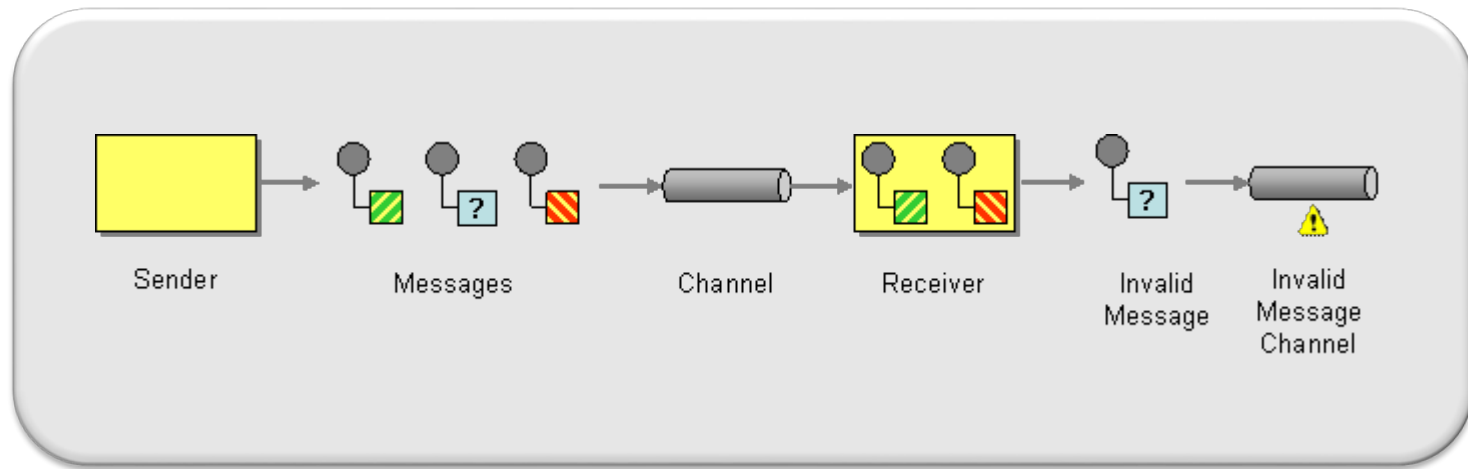 ?
?
Sender
Messages
Channel
Receiver
Invalid
Message
Invalid
Message
Channel